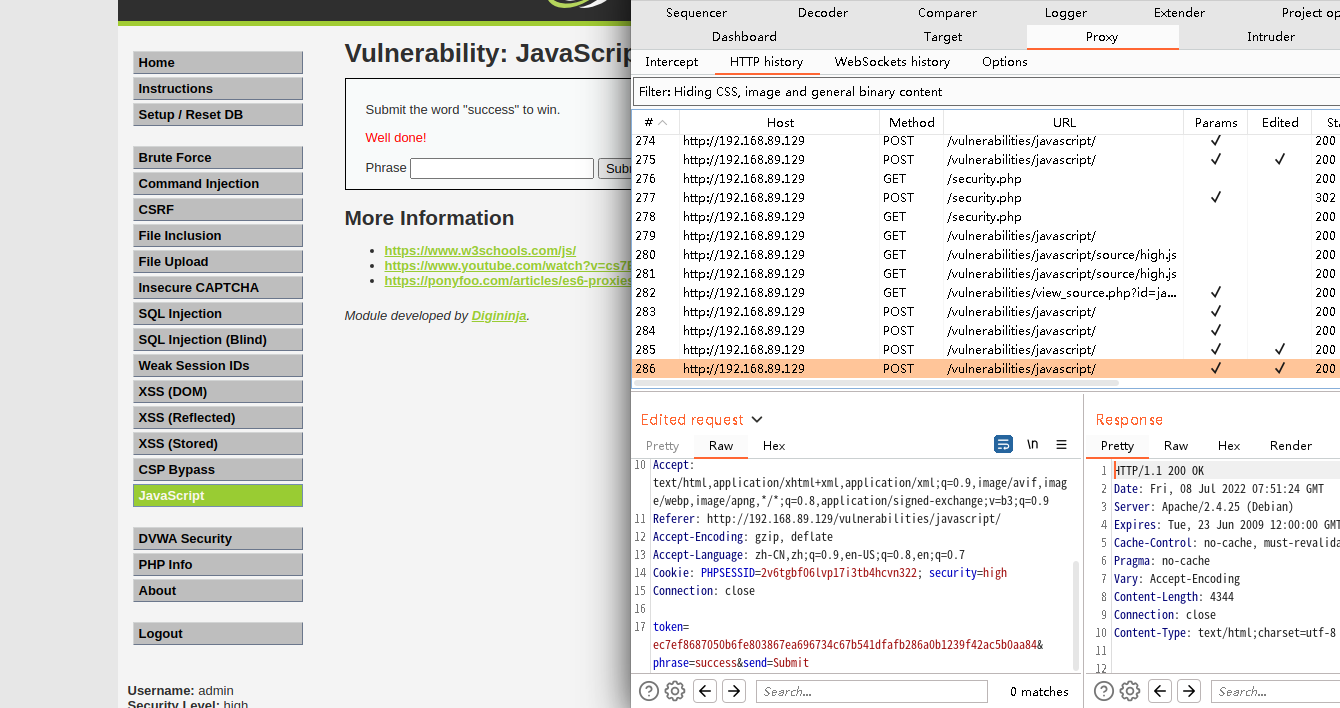 Vulnerability: JavaScrip
Home
Instructions
Setup / Reset DB
Brute Force
Command Injection
CSRF
File Inclusion
File Upload
Insecure CAPTCHA
SQL Injection
SQL Injection (Blind)
Weak Session IDs
XSS (DOM)
XSS (Reflected)
XSS (Stored)
CSP Bypass
JavaScript
DVWA Security
PHP Info
About
Logout
Username: admin
Security Level: high
Submit the word "success" to win.
Well done!
Phrase Subm
More Information
• https://www.w3schools.com/js/
• https://www.youtube.com/watch?v=cs7E
• https://ponyfoo.com/articles/es6-proxies
Module developed by Digininja.
Sequencer Decoder Comparer Logger Extender Project op
Dashboard Target Proxy Intruder
Intercept HTTP history WebSockets history Options
Filter: Hiding CSS, image and general binary content
# Host Method URL Params Edited Sta
274 http://192.168.89.129 POST /vulnerabilities/javascript/ ✓ 200
275 http://192.168.89.129 POST /vulnerabilities/javascript/ ✓ ✓ 200
276 http://192.168.89.129 GET /security.php 200
277 http://192.168.89.129 POST /security.php ✓ 302
278 http://192.168.89.129 GET /security.php 200
279 http://192.168.89.129 GET /vulnerabilities/javascript/ 200
280 http://192.168.89.129 GET /vulnerabilities/javascript/source/high.js 200
281 http://192.168.89.129 GET /vulnerabilities/javascript/source/high.js 200
282 http://192.168.89.129 GET /vulnerabilities/view_source.php?id=ja... ✓ 200
283 http://192.168.89.129 POST /vulnerabilities/javascript/ ✓ 200
284 http://192.168.89.129 POST /vulnerabilities/javascript/ ✓ 200
285 http://192.168.89.129 POST /vulnerabilities/javascript/ ✓ ✓ 200
286 http://192.168.89.129 POST /vulnerabilities/javascript/ ✓ ✓ 200
Edited request
Pretty Raw Hex \n
10 Accept:
text/html,application/xhtml+xml,application/xml;q=0.9,image/avif,imag
e/webp,image/apng,*/*;q=0.8,application/signed-exchange;v=b3;q=0.9
11 Referer: http://192.168.89.129/vulnerabilities/javascript/
12 Accept-Encoding: gzip, deflate
13 Accept-Language: zh-CN,zh;q=0.9,en-US;q=0.8,en;q=0.7
14 Cookie: PHPSESSID=2v6tgbf06lvp17i3tb4hcvn322; security=high
15 Connection: close
16
17 token=
ec7ef8687050b6fe803867ea696734c67b541dfafb286a0b1239f42ac5b0aa84&
phrase=success&send=Submit
Search... 0 matches
Response
Pretty Raw Hex Render
1 HTTP/1.1 200 OK
2 Date: Fri, 08 Jul 2022 07:51:24 GMT
3 Server: Apache/2.4.25 (Debian)
4 Expires: Tue, 23 Jun 2009 12:00:00 GMT
5 Cache-Control: no-cache, must-revalida
6 Pragma: no-cache
7 Vary: Accept-Encoding
8 Content-Length: 4344
9 Connection: close
10 Content-Type: text/html;charset=utf-8
11
12
Search...